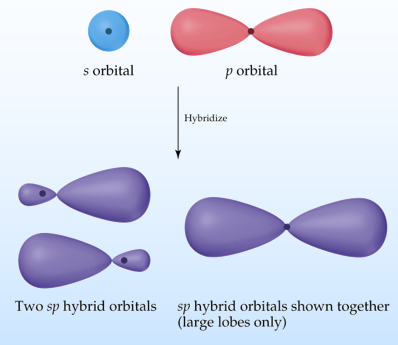 s orbital
p orbital
Hybridize
Two sp hybrid orbitals
sp hybrid orbitals shown together
(large lobes only)